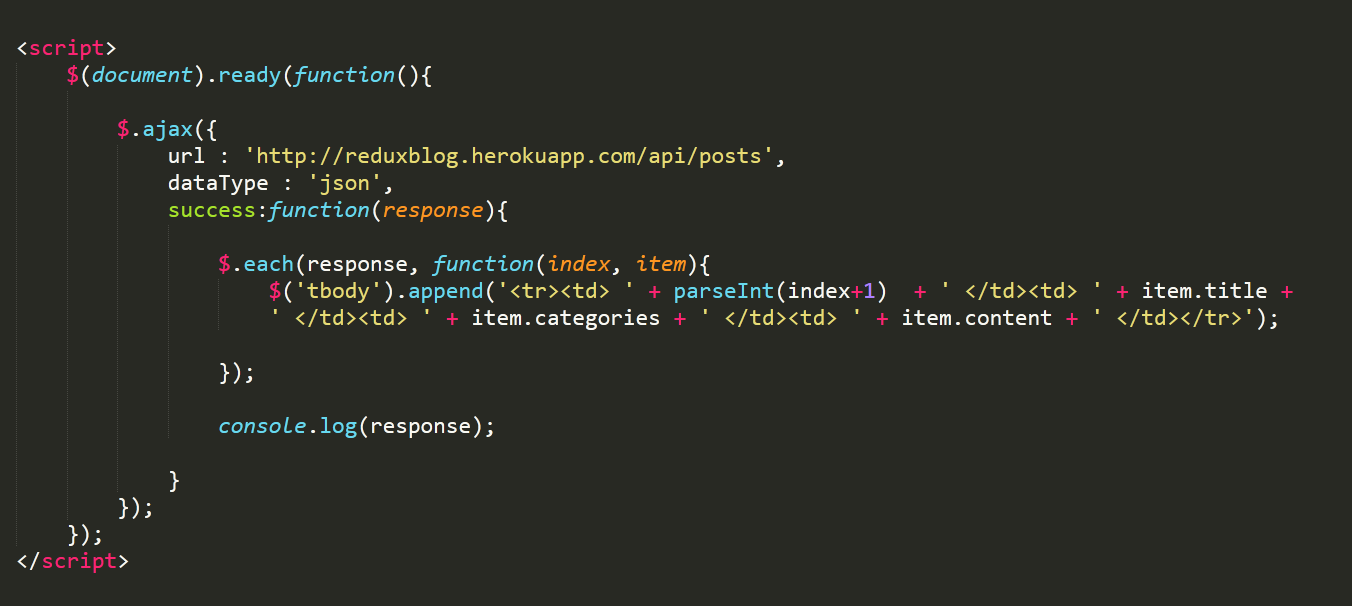 <script>
$(document).ready(function(){
$.ajax({
url : 'http://reduxblog.herokuapp.com/api/posts',
dataType : 'json',
success:function(response){
$.each(response, function(index, item){
$('tbody').append('<tr><td> ' + parseInt(index+1)  + ' </td><td> ' + item.title +
' </td><td> ' + item.categories + ' </td><td> ' + item.content + ' </td></tr>');
});
console.log(response);
}
});
});
</script>